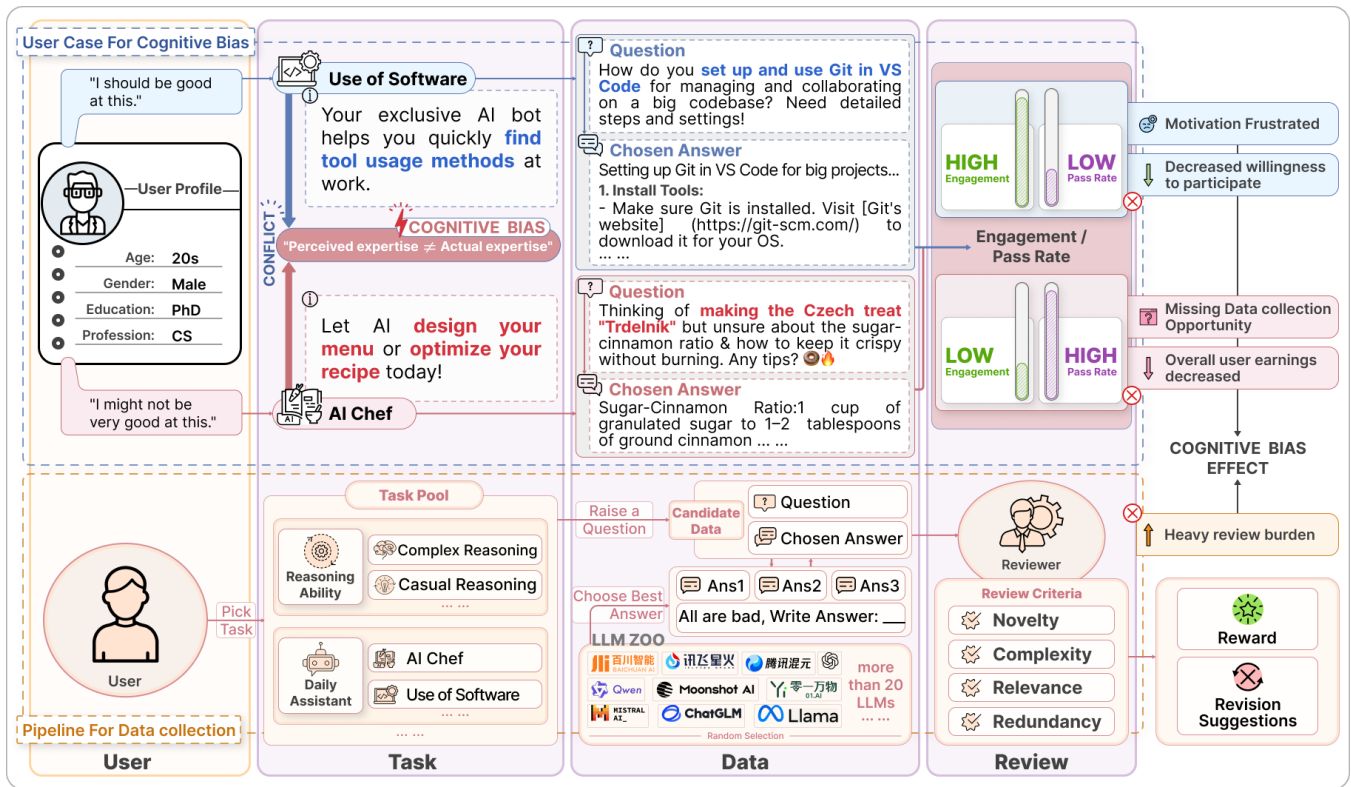 User Case For Cognitive Bias
"I should be good
at this."
User Profile
Age: 20s
Gender: Male
Education: PhD
Profession: CS
"I might not be
very good at this."
Use of Software
Your exclusive AI bot
helps you quickly find
tool usage methods at
work.
CONFLICT
COGNITIVE BIAS
"Perceived expertise ≠ Actual expertise"
Let AI design your
menu or optimize your
recipe today!
AI
AI Chef
Question
How do you set up and use Git in VS
Code for managing and collaborating
on a big codebase? Need detailed
steps and settings!
Chosen Answer
Setting up Git in VS Code for big projects...
1. Install Tools:
- Make sure Git is installed. Visit [Git's
website] (https://git-scm.com/) to
download it for your OS.
... ...
Question
Thinking of making the Czech treat
"Trdelník" but unsure about the sugar-
cinnamon ratio & how to keep it crispy
without burning. Any tips? 🍩🔥
Chosen Answer
Sugar-Cinnamon Ratio:1 cup of
granulated sugar to 1–2 tablespoons
of ground cinnamon ... ...
HIGH
Engagement
LOW
Pass Rate
Engagement /
Pass Rate
LOW
Engagement
HIGH
Pass Rate
Motivation Frustrated
Decreased willingness
to participate
Missing Data collection
Opportunity
Overall user earnings
decreased
COGNITIVE BIAS
EFFECT
Heavy review burden
User
Pick
Task
Task Pool
Reasoning
Ability
Complex Reasoning
Casual Reasoning
... ...
Daily
Assistant
AI Chef
Use of Software
... ...
... ...
Raise a
Question
Candidate
Data
Question
Chosen Answer
Choose Best
Answer
Ans1
Ans2
Ans3
All are bad, Write Answer: ___
LLM ZOO
百川智能
BAICHUAN AI
讯飞星火
腾讯混元
Qwen
Moonshot AI
零一万物
01.AI
MISTRAL
AI_
ChatGLM
Llama
more
than 20
LLMs
... ...
Random Selection
Reviewer
Review Criteria
Novelty
Complexity
Relevance
Redundancy
Reward
Revision
Suggestions
Pipeline For Data collection
User
Task
Data
Review